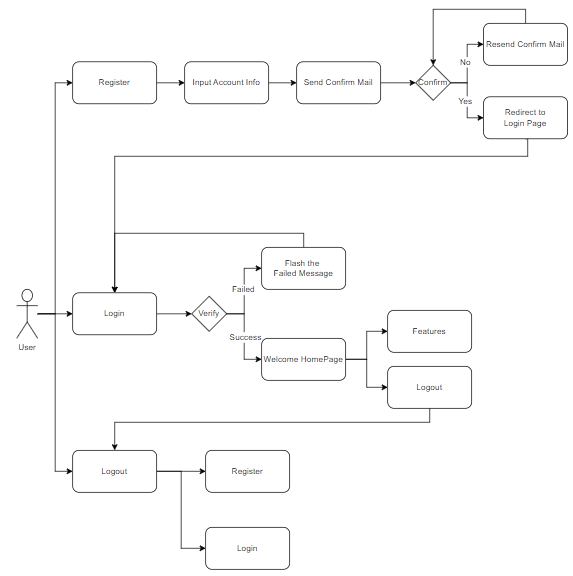 Resend Confirm Mail
No
Register
Input Account Info
Send Confirm Mail
Confirm
Yes
Redirect to
Login Page
Flash the
Failed Message
Failed
Login
Verify
User
Success
Welcome HomePage
Features
Logout
Logout
Register
Login